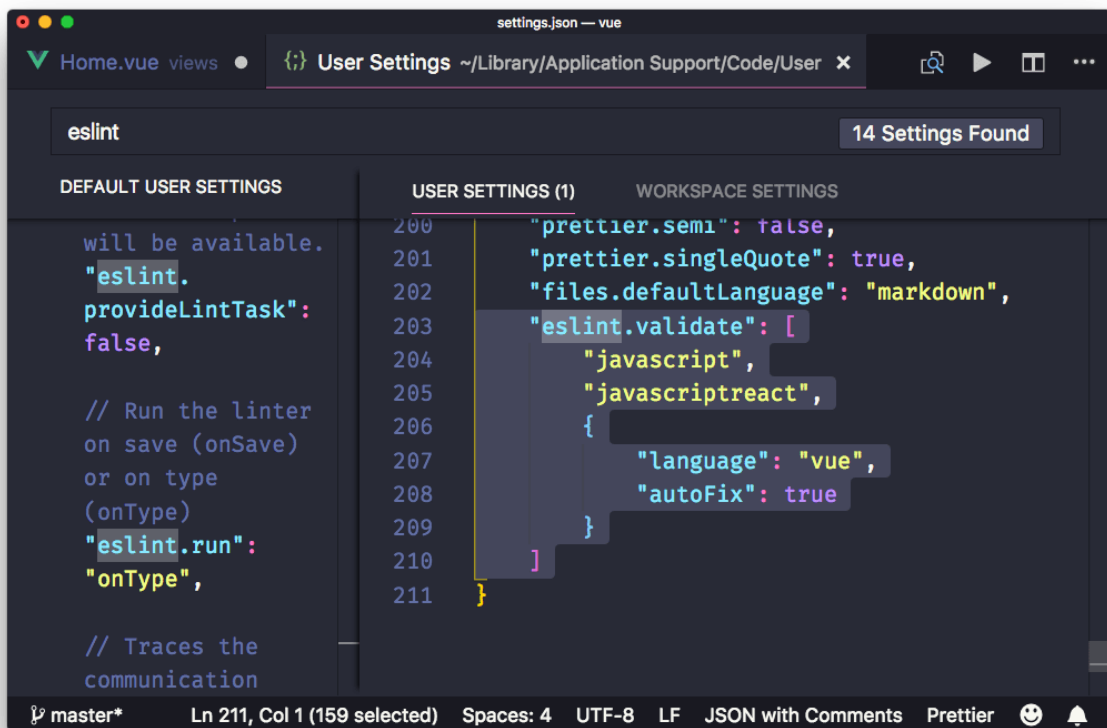 settings.json — vue
Home.vue views
{;} User Settings ~/Library/Application Support/Code/User
eslint
14 Settings Found
DEFAULT USER SETTINGS
USER SETTINGS (1)
WORKSPACE SETTINGS
will be available.
"eslint.
provideLintTask":
false,
// Run the linter
on save (onSave)
or on type
(onType)
"eslint.run":
"onType",
// Traces the
communication
200 "prettier.semi": false,
201 "prettier.singleQuote": true,
202 "files.defaultLanguage": "markdown",
203 "eslint.validate": [
204 "javascript",
205 "javascriptreact",
206 {
207 "language": "vue",
208 "autoFix": true
209 }
210 ]
211 }
master* Ln 211, Col 1 (159 selected) Spaces: 4 UTF-8 LF JSON with Comments Prettier